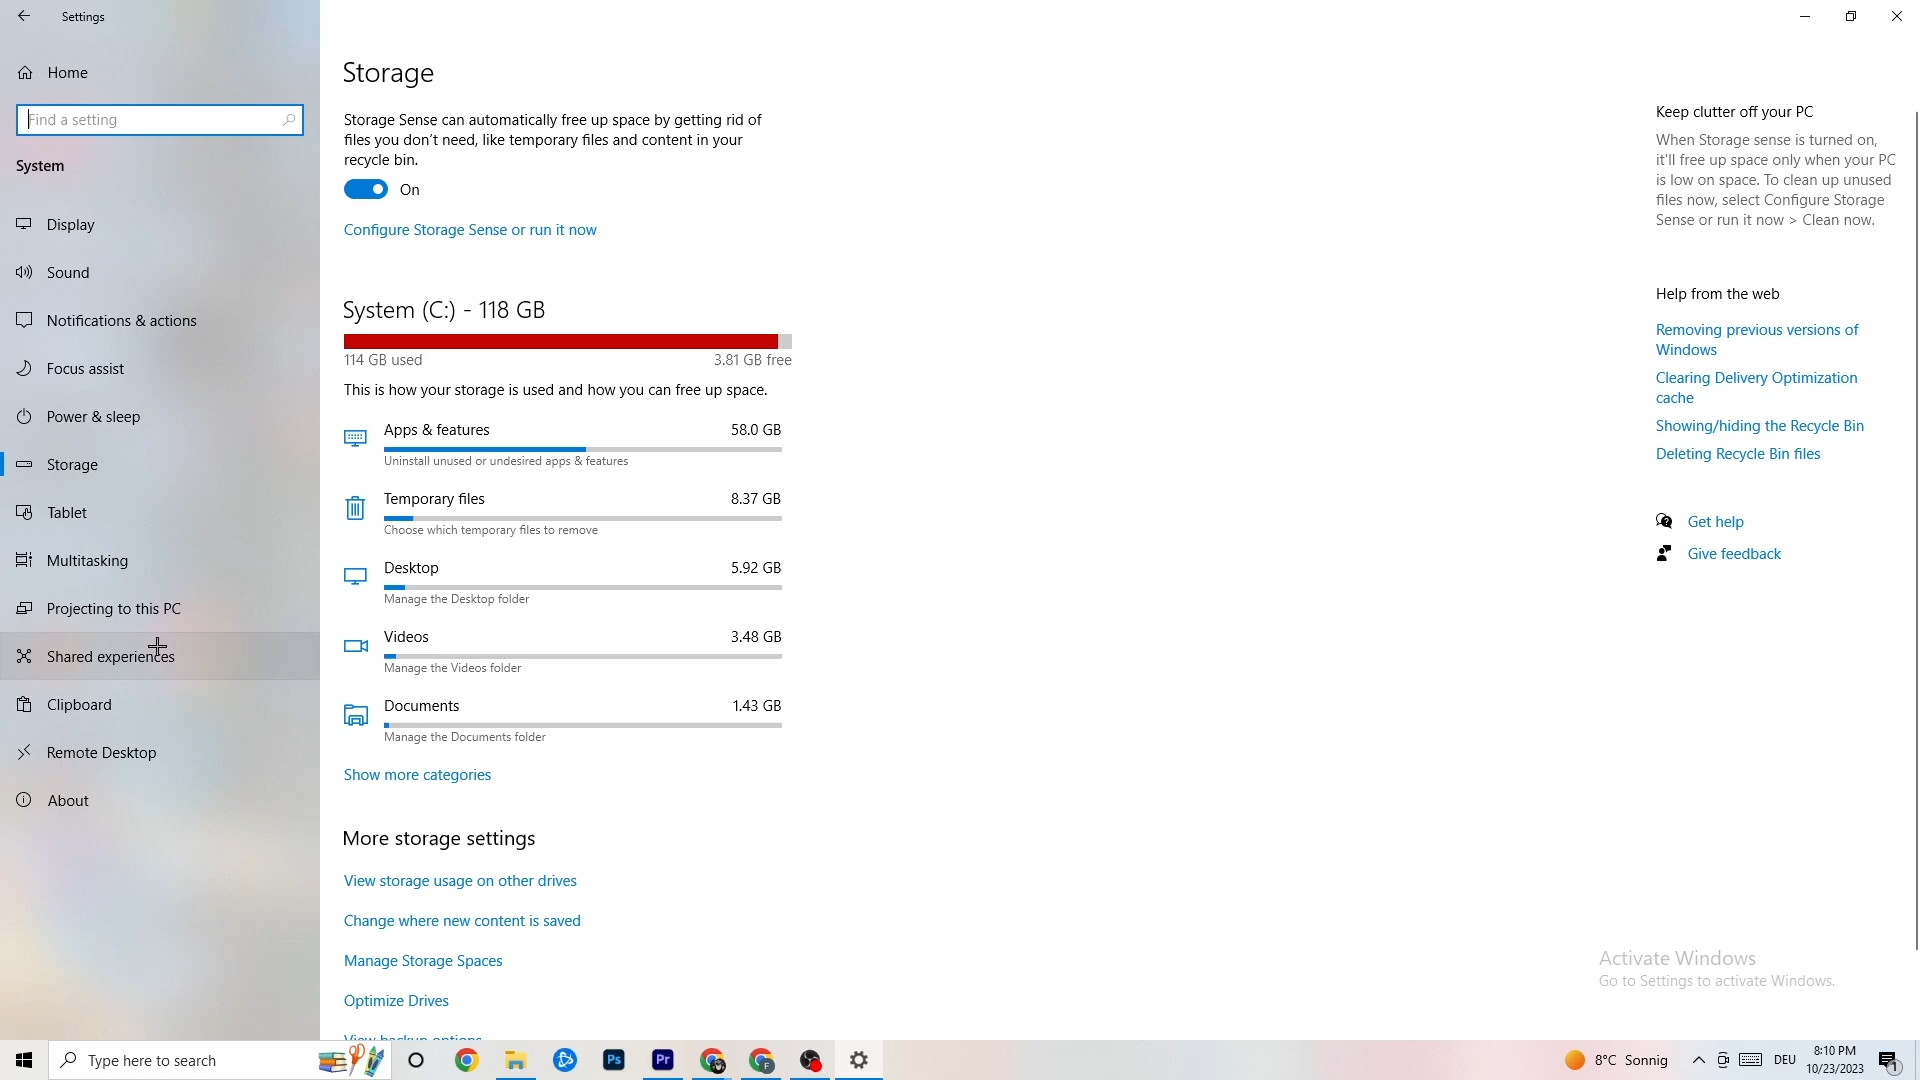 Settings
Home
Find a setting
System
Display
Sound
Notifications & actions
Focus assist
Power & sleep
Storage
Tablet
Multitasking
Projecting to this PC
Shared experiences
Clipboard
Remote Desktop
About
Storage
Storage Sense can automatically free up space by getting rid of
files you don't need, like temporary files and content in your
recycle bin.
On
Configure Storage Sense or run it now
System (C:) - 118 GB
114 GB used
3.81 GB free
This is how your storage is used and how you can free up space.
Apps & features
58.0 GB
Uninstall unused or undesired apps & features
Temporary files
8.37 GB
Choose which temporary files to remove
Desktop
5.92 GB
Manage the Desktop folder
Videos
3.48 GB
Manage the Videos folder
Documents
1.43 GB
Manage the Documents folder
Show more categories
More storage settings
View storage usage on other drives
Change where new content is saved
Manage Storage Spaces
Optimize Drives
View backup options
Keep clutter off your PC
When Storage sense is turned on,
it'll free up space only when your PC
is low on space. To clean up unused
files now, select Configure Storage
Sense or run it now > Clean now.
Help from the web
Removing previous versions of
Windows
Clearing Delivery Optimization
cache
Showing/hiding the Recycle Bin
Deleting Recycle Bin files
Get help
Give feedback
Activate Windows
Go to Settings to activate Windows.
Type here to search
Ps
Pr
F
8°C Sonnig
DEU
8:10 PM
10/23/2023
1